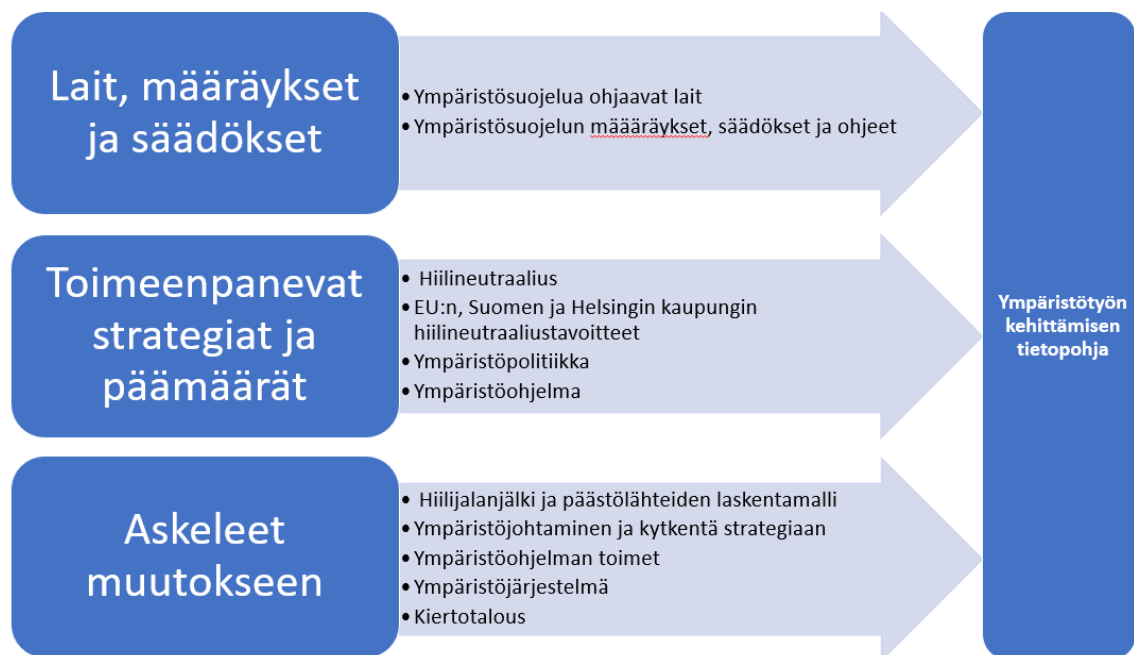 Lait, määräykset
ja säädökset
• Ympäristösuojelua ohjaavat lait
• Ympäristösuojelun määäräykset, säädökset ja ohjeet
Toimeenpanevat
strategiat ja
päämäärät
• Hiilineutraalius
• EU:n, Suomen ja Helsingin kaupungin
hiilineutraaliustavoitteet
• Ympäristöpolitiikka
• Ympäristöohjelma
Askeleet
muutokseen
• Hiilijalanjälki ja päästölähteiden laskentamalli
• Ympäristöjohtaminen ja kytkentä strategiaan
• Ympäristöohjelman toimet
• Ympäristöjärjestelmä
• Kiertotalous
Ympäristötyön
kehittämisen
tietopohja